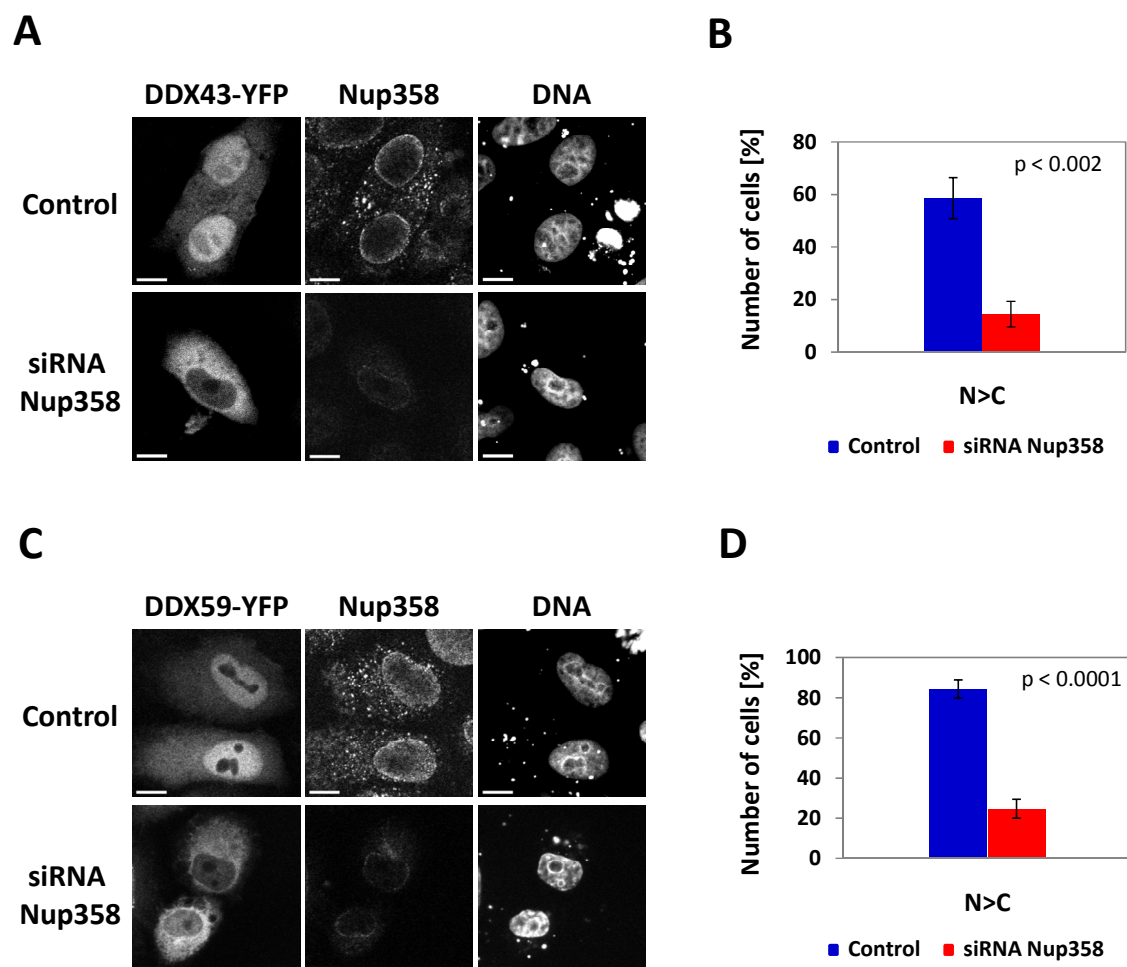 A
DDX43-YFP Nup358 DNA
Control
siRNA
Nup358
B
Number of cells [%]
80
60
40
20
0
p < 0.002
N>C
Control siRNA Nup358
C
DDX59-YFP Nup358 DNA
Control
siRNA
Nup358
D
Number of cells [%]
100
80
60
40
20
0
p < 0.0001
N>C
Control siRNA Nup358